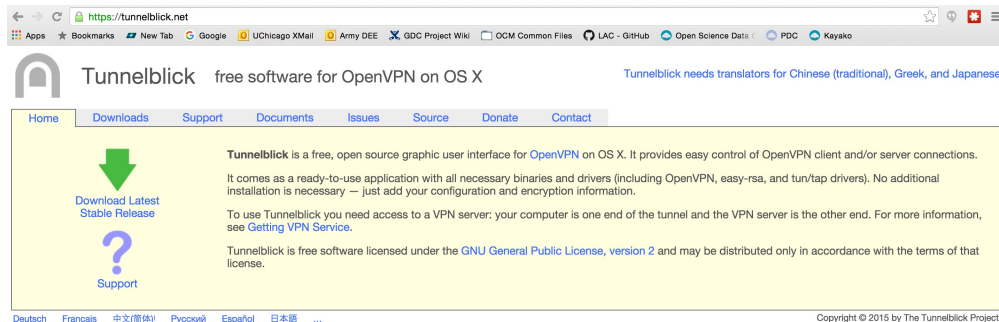 https://tunnelblick.net
Apps Bookmarks New Tab G Google UChicago XMail Army DEE GDC Project Wiki OCM Common Files LAC - GitHub Open Science Data PDC Kayako
Tunnelblick free software for OpenVPN on OS X
Tunnelblick needs translators for Chinese (traditional), Greek, and Japanese
Home Downloads Support Documents Issues Source Donate Contact
Download Latest
Stable Release
Support
Tunnelblick is a free, open source graphic user interface for OpenVPN on OS X. It provides easy control of OpenVPN client and/or server connections.
It comes as a ready-to-use application with all necessary binaries and drivers (including OpenVPN, easy-rsa, and tun/tap drivers). No additional
installation is necessary — just add your configuration and encryption information.
To use Tunnelblick you need access to a VPN server: your computer is one end of the tunnel and the VPN server is the other end. For more information,
see Getting VPN Service.
Tunnelblick is free software licensed under the GNU General Public License, version 2 and may be distributed only in accordance with the terms of that
license.
Deutsch Francais 中文(简体) Русский Español 日本語 ...
Copyright © 2015 by The Tunnelblick Project